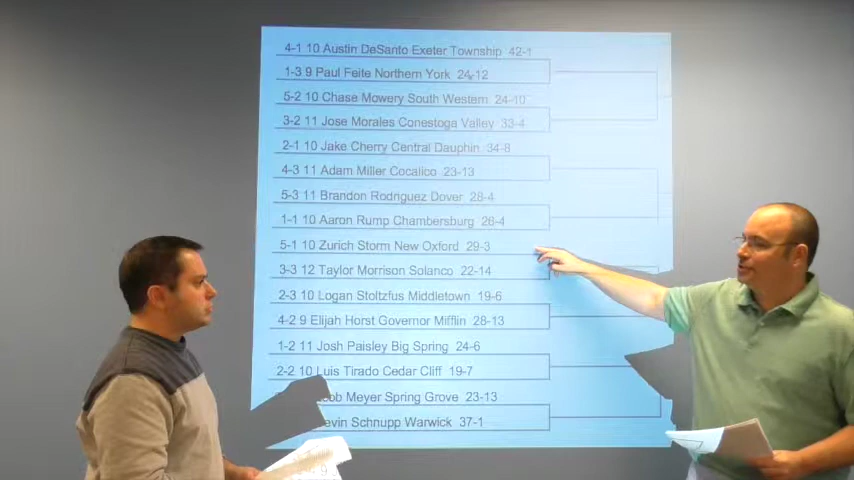 4-1 10 Austin DeSanto Exeter Township 42-1
1-3 9 Paul Feite Northern York 24-12
5-2 10 Chase Mowery South Western 24-10
3-2 11 Jose Morales Conestoga Valley 33-4
2-1 10 Jake Cherry Central Dauphin 34-8
4-3 11 Adam Miller Cocalico 23-13
5-3 11 Brandon Rodriguez Dover 28-4
1-1 10 Aaron Rump Chambersburg 26-4
5-1 10 Zurich Storm New Oxford 29-3
3-3 12 Taylor Morrison Solanco 22-14
2-3 10 Logan Stoltzfus Middletown 19-6
4-2 9 Elijah Horst Governor Mifflin 28-13
1-2 11 Josh Paisley Big Spring 24-6
2-2 10 Luis Tirado Cedar Cliff 19-7
Meyer Spring Grove 23-13
Schnupp Warwick 37-1